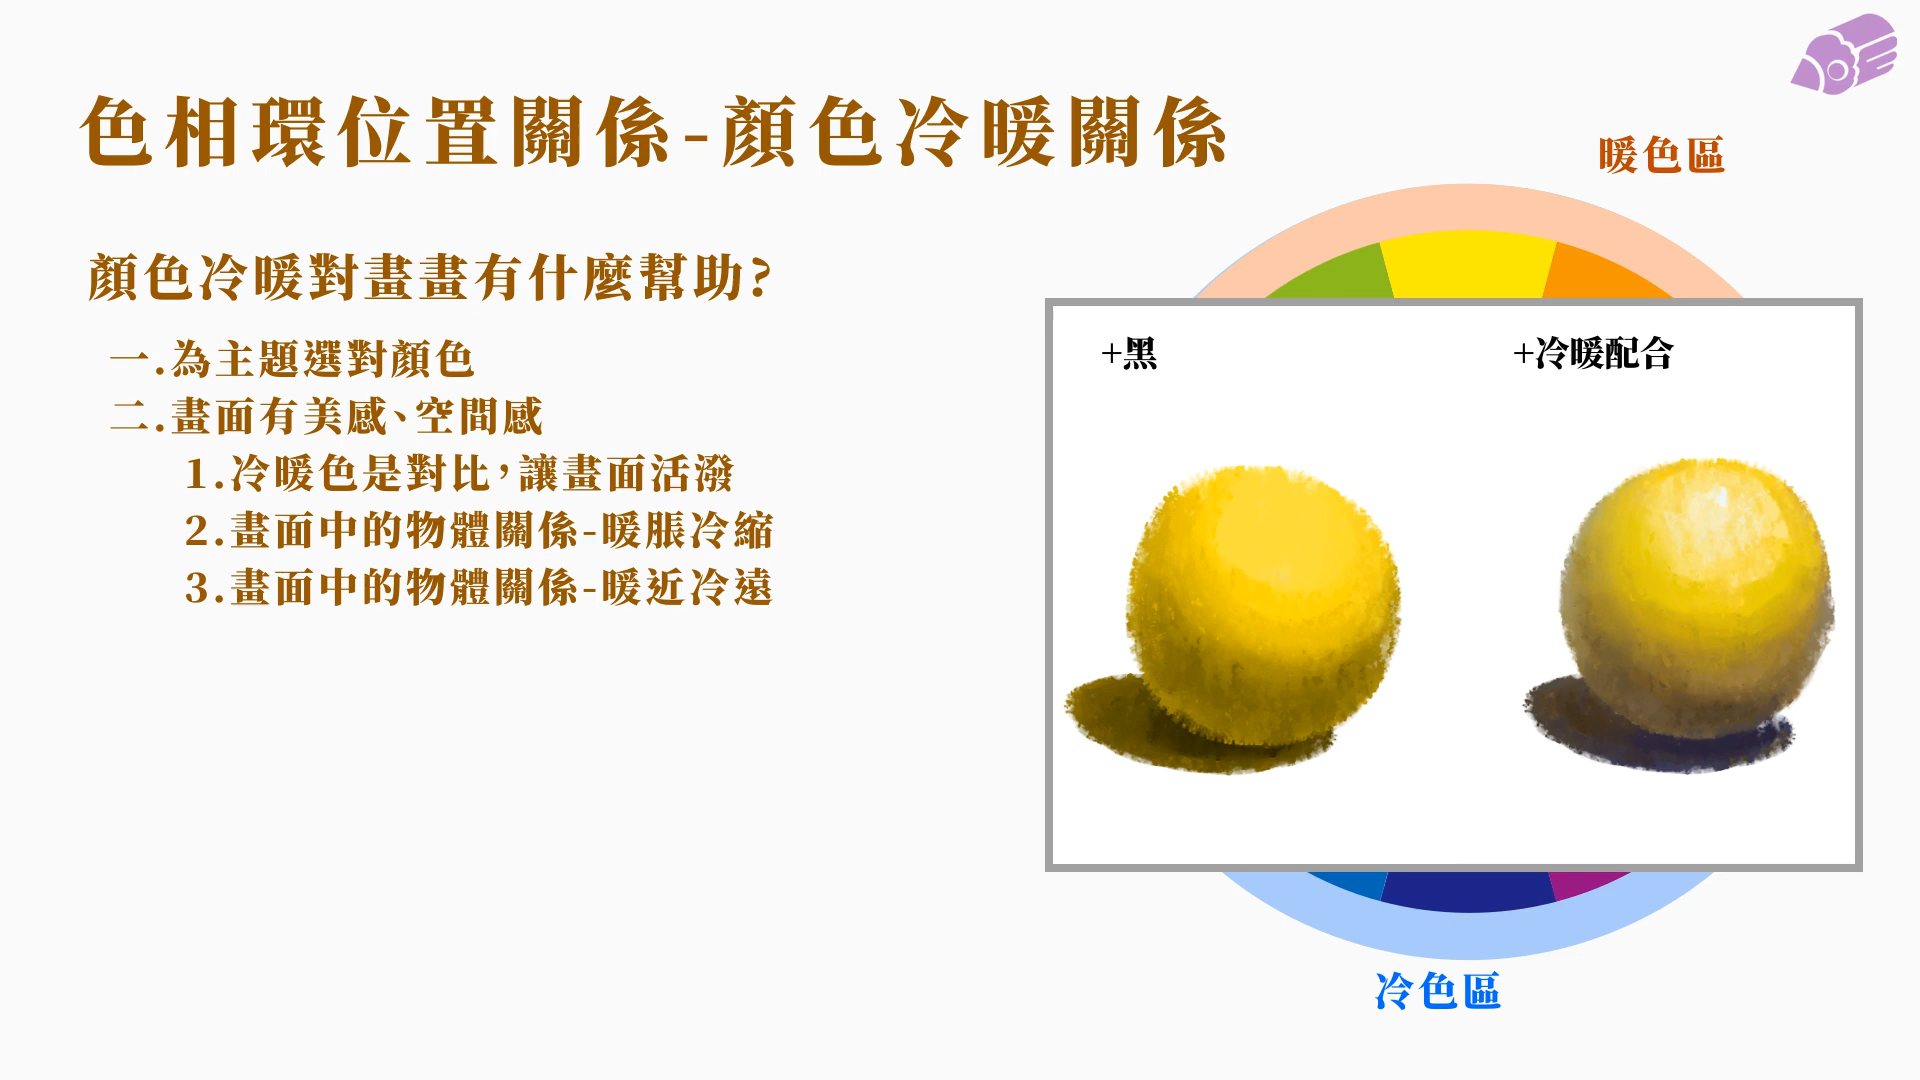 色相環位置關係-顏色冷暖關係
暖色區
顏色冷暖對畫畫有什麼幫助?
一.為主題選對顏色
二.畫面有美感、空間感
1.冷暖色是對比，讓畫面活潑
2.畫面中的物體關係-暖脹冷縮
3.畫面中的物體關係-暖近冷遠
+黑
+冷暖配合
冷色區